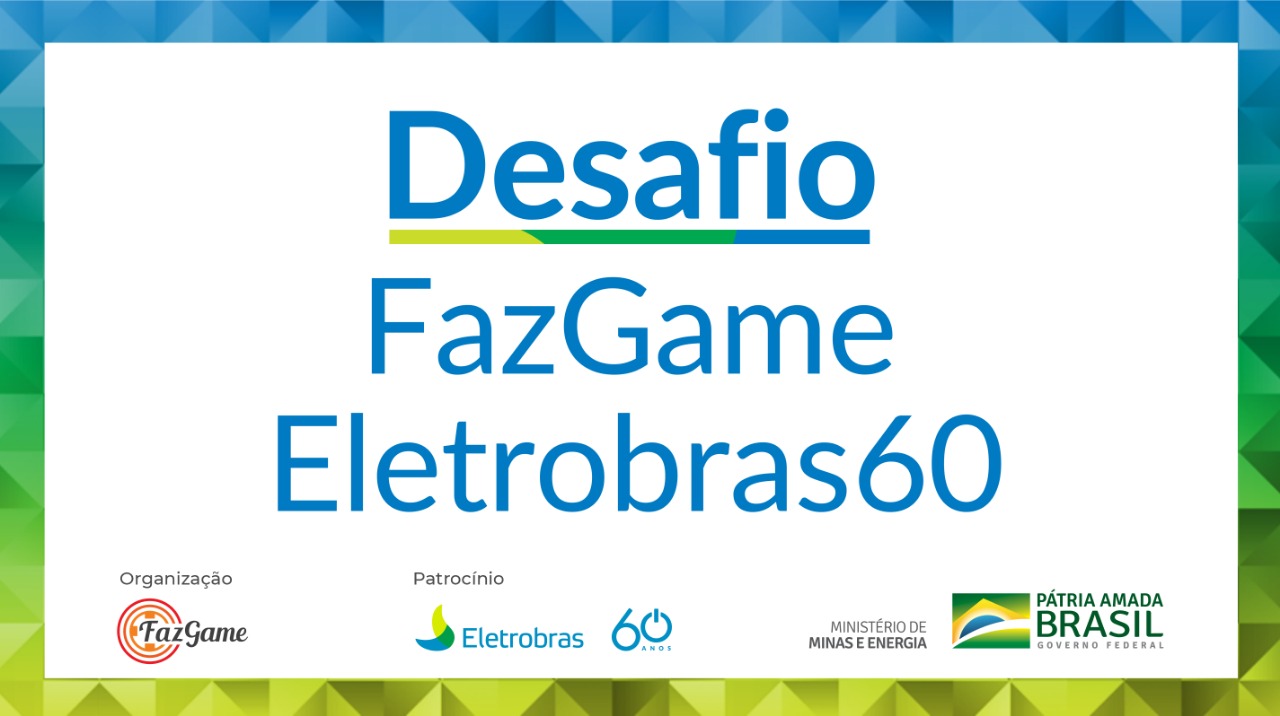 Desafio
FazGame
Eletrobras60
Organização
FazGame
Patrocínio
Eletrobras
60
ANOS
MINISTÉRIO DE
MINAS E ENERGIA
PÁTRIA AMADA
BRASIL
GOVERNO FEDERAL